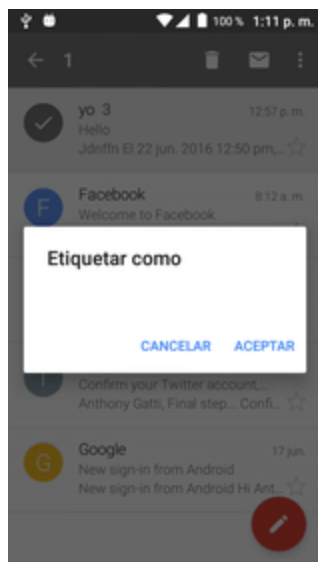 100% 1:11 p. m.
1
yo 3 12:57 p. m.
Hello
Jdnffn El 22 jun. 2016 12:50 pm,...
F Facebook 8:12 a. m.
Welcome to Facebook
Etiquetar como
CANCELAR ACEPTAR
T
Confirm your Twitter account,..
Anthony Gatti, Final step... Confi..
G Google 17 jun.
New sign-in from Android
New sign-in from Android Hi Ant...